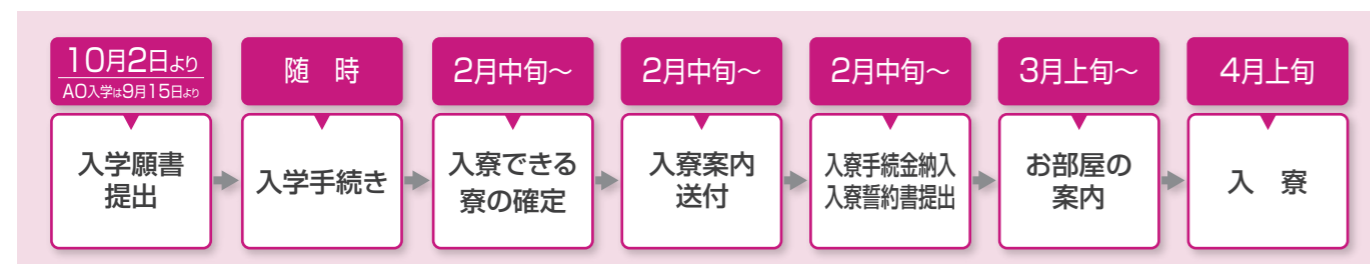 10月2日より
AO入学は9月15日より
随 時
2月中旬～
2月中旬～
2月中旬～
3月上旬～
4月上旬
入学願書
提出
入学手続き
入寮できる
寮の確定
入寮案内
送付
入寮手続金納入
入寮誓約書提出
お部屋の
案内
入 寮